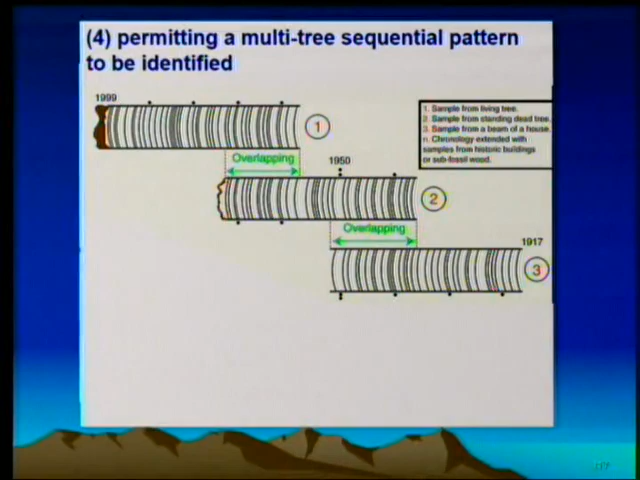 (4) permitting a multi-tree sequential pattern
to be identified
1999
1
1. Sample from living tree.
2. Sample from standing dead tree.
3. Sample from a beam of a house.
n. Chronology extended with
samples from historic buildings
or sub-fossil wood.
Overlapping
1950
2
Overlapping
1917
3